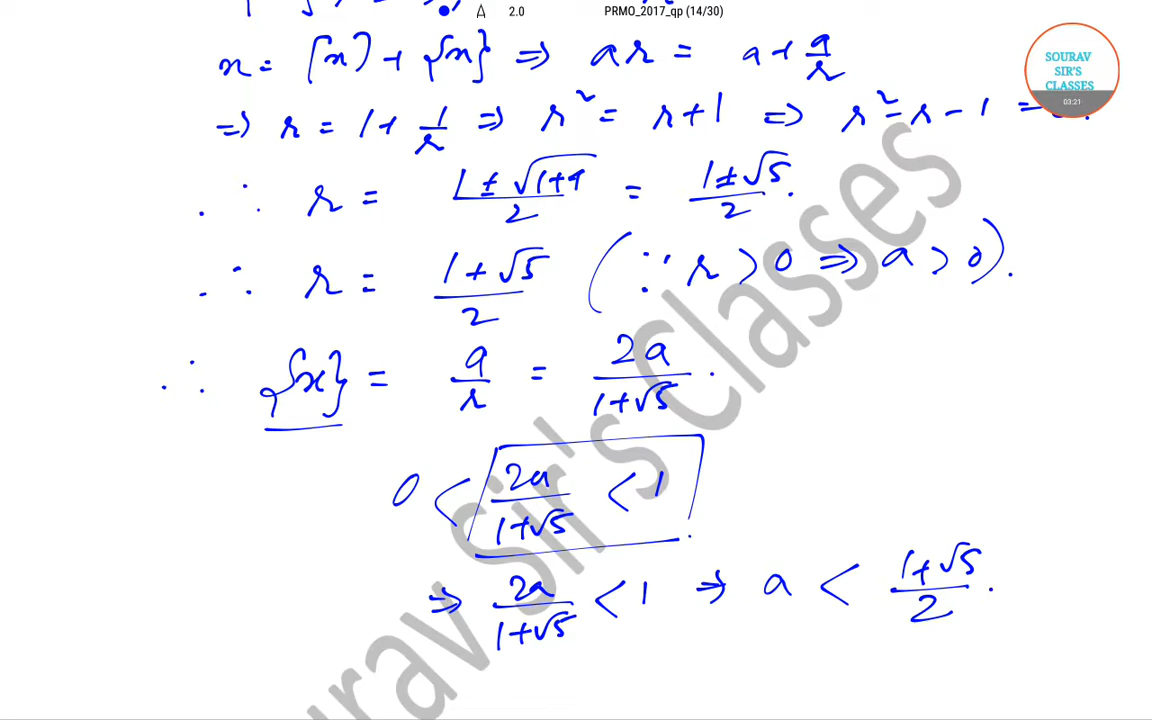 A 2.0 PRMO_2017_qp (14/30)
SOURAV
SIR'S
CLASSES
03:21
x = [x] + {x} ⇒ ar = a + a/r
⇒ r = 1 + 1/r ⇒ r² = r + 1 ⇒ r² - r - 1 =
∴ r = (1 ± √(1+4))/2 = (1 ± √5)/2.
∴ r = (1 + √5)/2 (∵ r > 0 ⇒ a > 0).
∴ {x} = a/r = 2a/(1+√5).
0 < 2a/(1+√5) < 1
⇒ 2a/(1+√5) < 1 ⇒ a < (1+√5)/2.
Sourav Sir's Classes